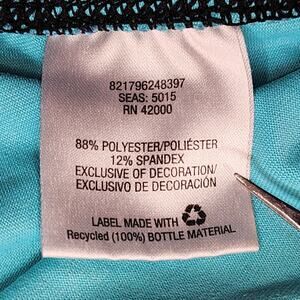 821796248397
SEAS: 5015
RN 42000
88% POLYESTER/POLIÉSTER
12% SPANDEX
EXCLUSIVE OF DECORATION/
EXCLUSIVO DE DECORACIÓN
LABEL MADE WITH
Recycled (100%) BOTTLE MATERIAL